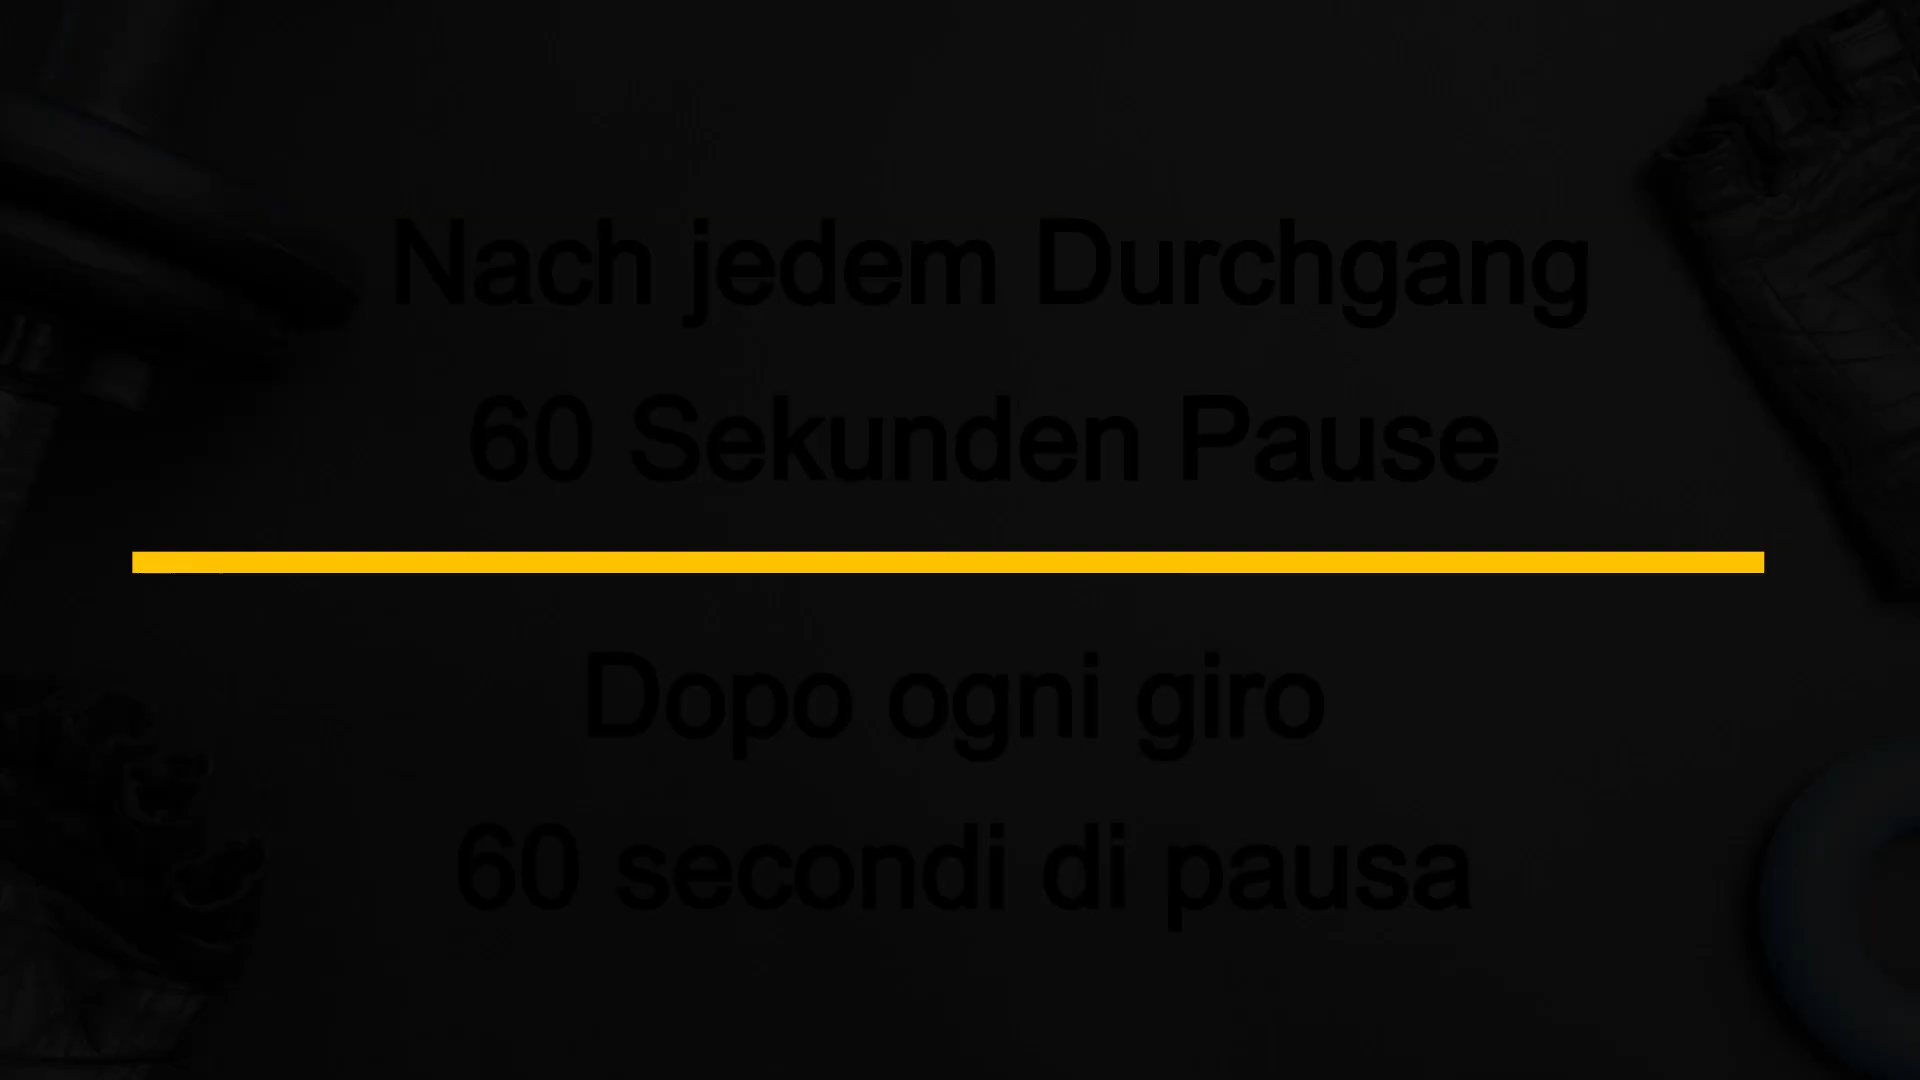 Nach jedem Durchgang
60 Sekunden Pause
Dopo ogni giro
60 secondi di pausa